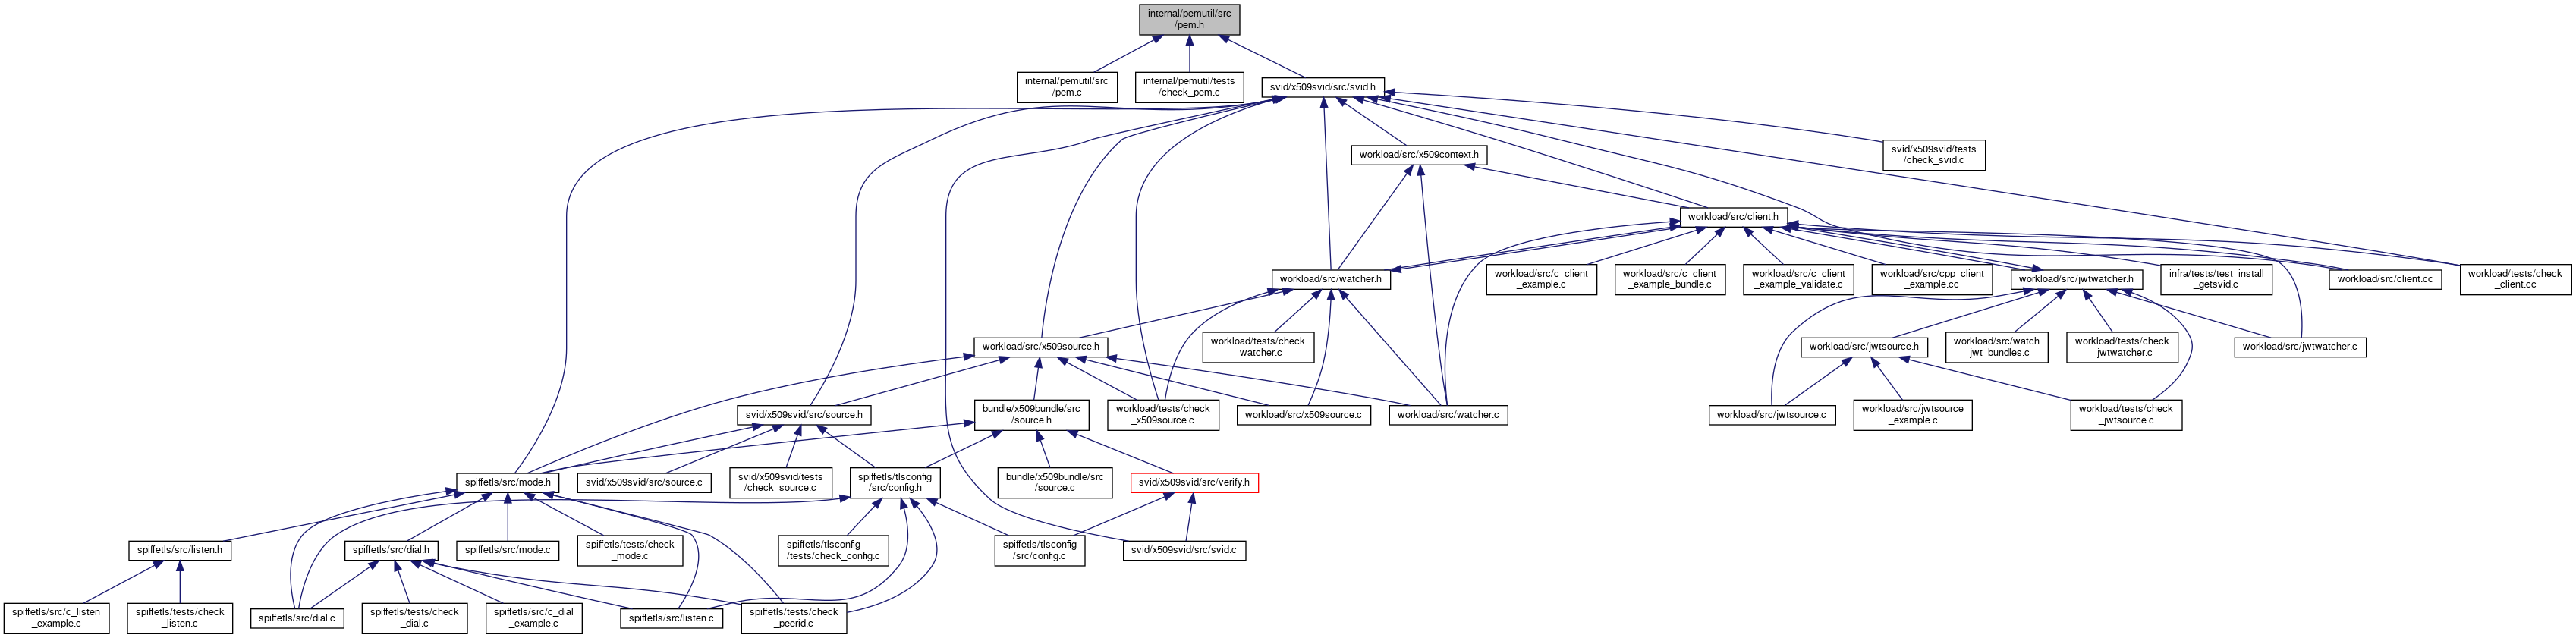 internal/pemutil/src
/pem.h
internal/pemutil/src
/pem.c
internal/pemutil/tests
/check_pem.c
svid/x509svid/src/svid.h
workload/src/x509context.h
svid/x509svid/tests
/check_svid.c
workload/src/client.h
workload/src/watcher.h
workload/src/c_client
_example.c
workload/src/c_client
_example_bundle.c
workload/src/c_client
_example_validate.c
workload/src/cpp_client
_example.cc
workload/src/jwtwatcher.h
infra/tests/test_install
_getsvid.c
workload/src/client.cc
workload/tests/check
_client.cc
workload/src/x509source.h
workload/tests/check
_watcher.c
workload/src/jwtsource.h
workload/src/watch
_jwt_bundles.c
workload/tests/check
_jwtwatcher.c
workload/src/jwtwatcher.c
svid/x509svid/src/source.h
bundle/x509bundle/src
/source.h
workload/tests/check
_x509source.c
workload/src/x509source.c
workload/src/watcher.c
workload/src/jwtsource.c
workload/src/jwtsource
_example.c
workload/tests/check
_jwtsource.c
spiffetls/src/mode.h
svid/x509svid/src/source.c
svid/x509svid/tests
/check_source.c
spiffetls/tlsconfig
/src/config.h
bundle/x509bundle/src
/source.c
svid/x509svid/src/verify.h
spiffetls/src/listen.h
spiffetls/src/dial.h
spiffetls/src/mode.c
spiffetls/tests/check
_mode.c
spiffetls/tlsconfig
/tests/check_config.c
spiffetls/tlsconfig
/src/config.c
svid/x509svid/src/svid.c
spiffetls/src/c_listen
_example.c
spiffetls/tests/check
_listen.c
spiffetls/src/dial.c
spiffetls/tests/check
_dial.c
spiffetls/src/c_dial
_example.c
spiffetls/src/listen.c
spiffetls/tests/check
_peerid.c